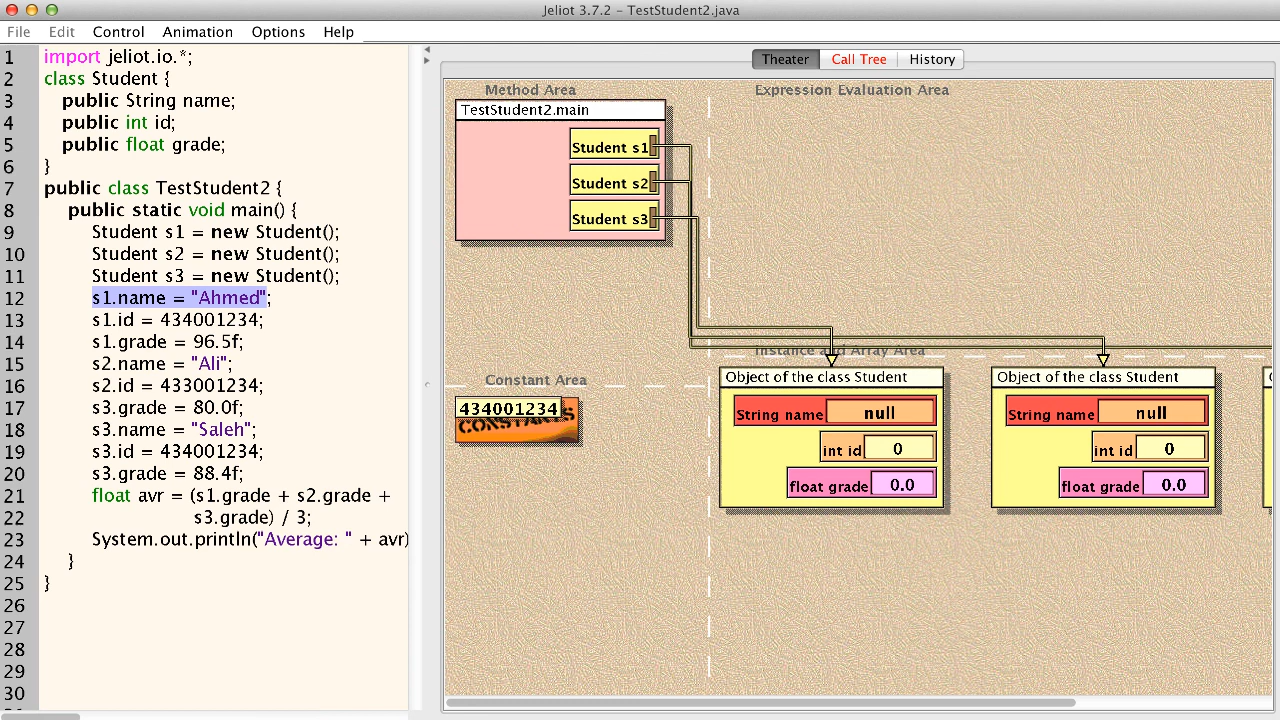 Jeliot 3.7.2 – TestStudent2.java
File Edit Control Animation Options Help
1 import jeliot.io.*;
2 class Student {
3 public String name;
4 public int id;
5 public float grade;
6 }
7 public class TestStudent2 {
8 public static void main() {
9 Student s1 = new Student();
10 Student s2 = new Student();
11 Student s3 = new Student();
12 s1.name = "Ahmed";
13 s1.id = 434001234;
14 s1.grade = 96.5f;
15 s2.name = "Ali";
16 s2.id = 433001234;
17 s3.grade = 80.0f;
18 s3.name = "Saleh";
19 s3.id = 434001234;
20 s3.grade = 88.4f;
21 float avr = (s1.grade + s2.grade +
22 s3.grade) / 3;
23 System.out.println("Average: " + avr)
24 }
25 }
26
27
28
29
30
Theater Call Tree History
Method Area
Expression Evaluation Area
TestStudent2.main
Student s1
Student s2
Student s3
Constant Area
434001234
CONSTANTS
Instance and Array Area
Object of the class Student
String name null
int id 0
float grade 0.0
Object of the class Student
String name null
int id 0
float grade 0.0